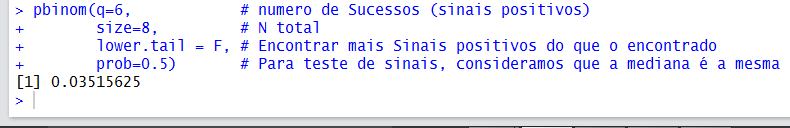 > pbinom(q=6,            # numero de Sucessos (sinais positivos)
+        size=8,         # N total
+        lower.tail = F, # Encontrar mais Sinais positivos do que o encontrado
+        prob=0.5)       # Para teste de sinais, consideramos que a mediana é a mesma
[1] 0.03515625
>